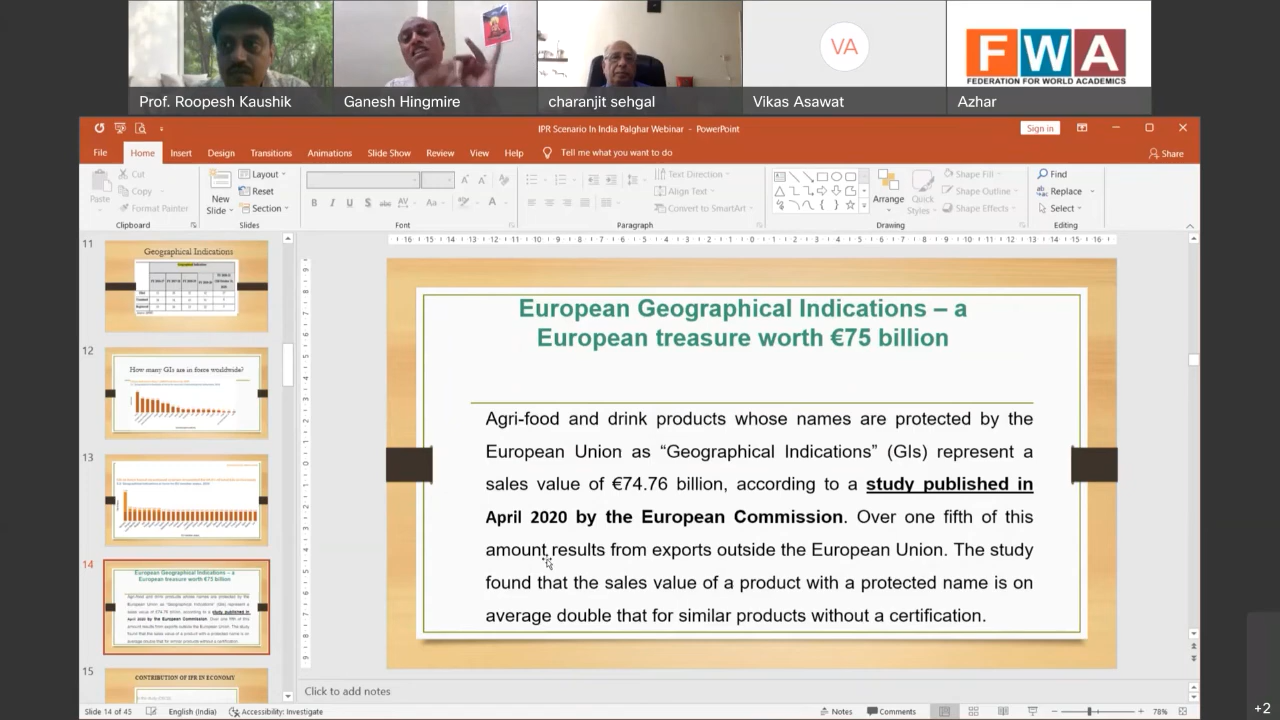 FWA
FEDERATION FOR WORLD ACADEMICS
VA
Prof. Roopesh Kaushik
Ganesh Hingmire
charanjit sehgal
Vikas Asawat
Azhar
IPR Scenario In India Palghar Webinar - PowerPoint
Sign in
File Home Insert Design Transitions Animations Slide Show Review View Help Tell me what you want to do
Share
Paste
Cut
Copy
Format Painter
Clipboard
New
Slide
Layout
Reset
Section
Slides
Font
Text Direction
Align Text
Convert to SmartArt
Paragraph
Arrange
Quick
Styles
Shape Fill
Shape Outline
Shape Effects
Drawing
Find
Replace
Select
Editing
11
Geographical Indications
12
How many GIs are in force worldwide?
13
14
European Geographical Indications – a
European treasure worth €75 billion
15
CONTRIBUTION OF IPR IN ECONOMY
European Geographical Indications – a
European treasure worth €75 billion
Agri-food and drink products whose names are protected by the
European Union as “Geographical Indications” (GIs) represent a
sales value of €74.76 billion, according to a study published in
April 2020 by the European Commission. Over one fifth of this
amount results from exports outside the European Union. The study
found that the sales value of a product with a protected name is on
average double that for similar products without a certification.
Click to add notes
Slide 14 of 45 English (India) Accessibility: Investigate
Notes Comments 78%
+2